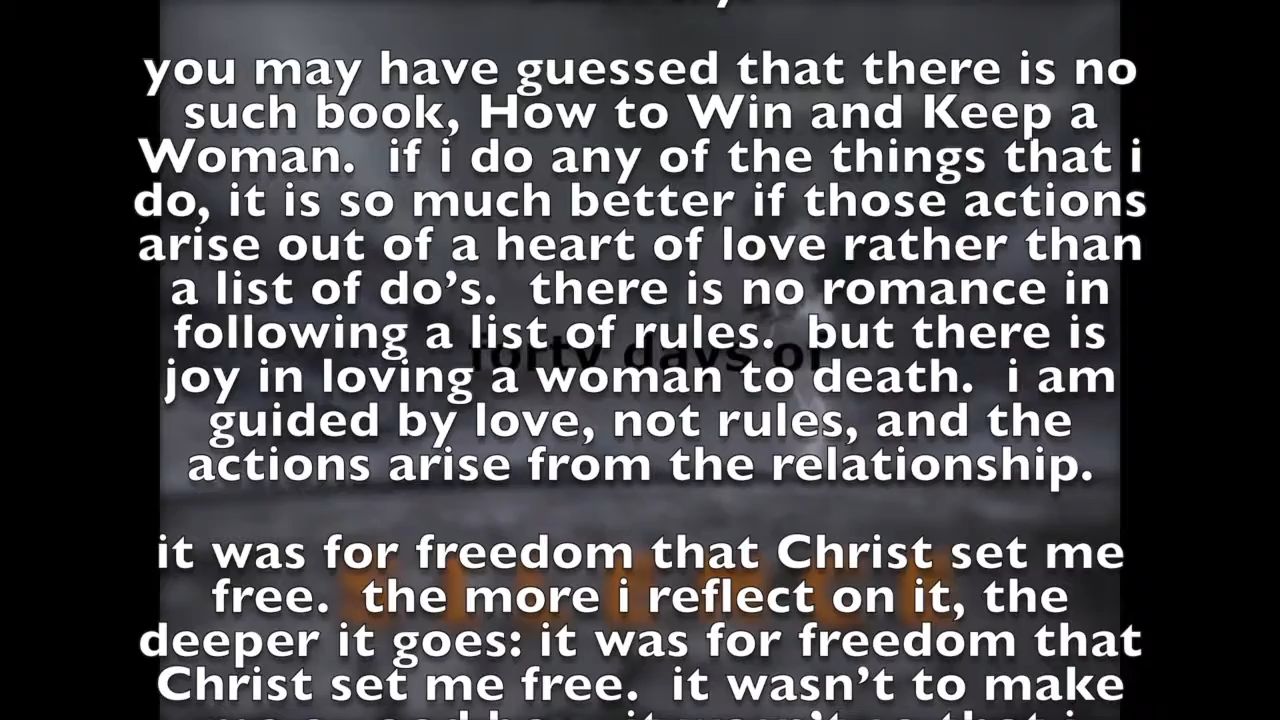 you may have guessed that there is no
such book, How to Win and Keep a
Woman.  if i do any of the things that i
do, it is so much better if those actions
arise out of a heart of love rather than
a list of do’s.  there is no romance in
following a list of rules.  but there is
forty days of
joy in loving a woman to death.  i am
guided by love, not rules, and the
actions arise from the relationship.
it was for freedom that Christ set me
free.  the more i reflect on it, the
deeper it goes: it was for freedom that
Christ set me free.  it wasn’t to make